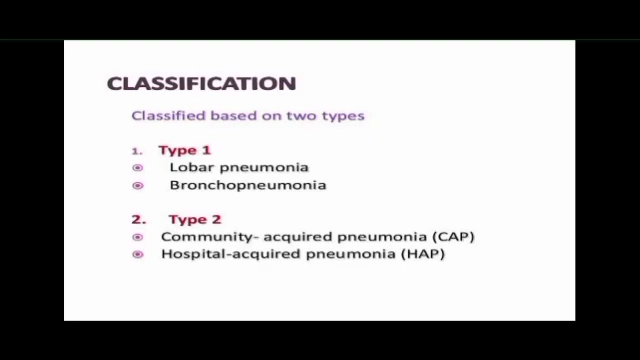 CLASSIFICATION
Classified based on two types
1. Type 1
Lobar pneumonia
Bronchopneumonia
2. Type 2
Community- acquired pneumonia (CAP)
Hospital-acquired pneumonia (HAP)